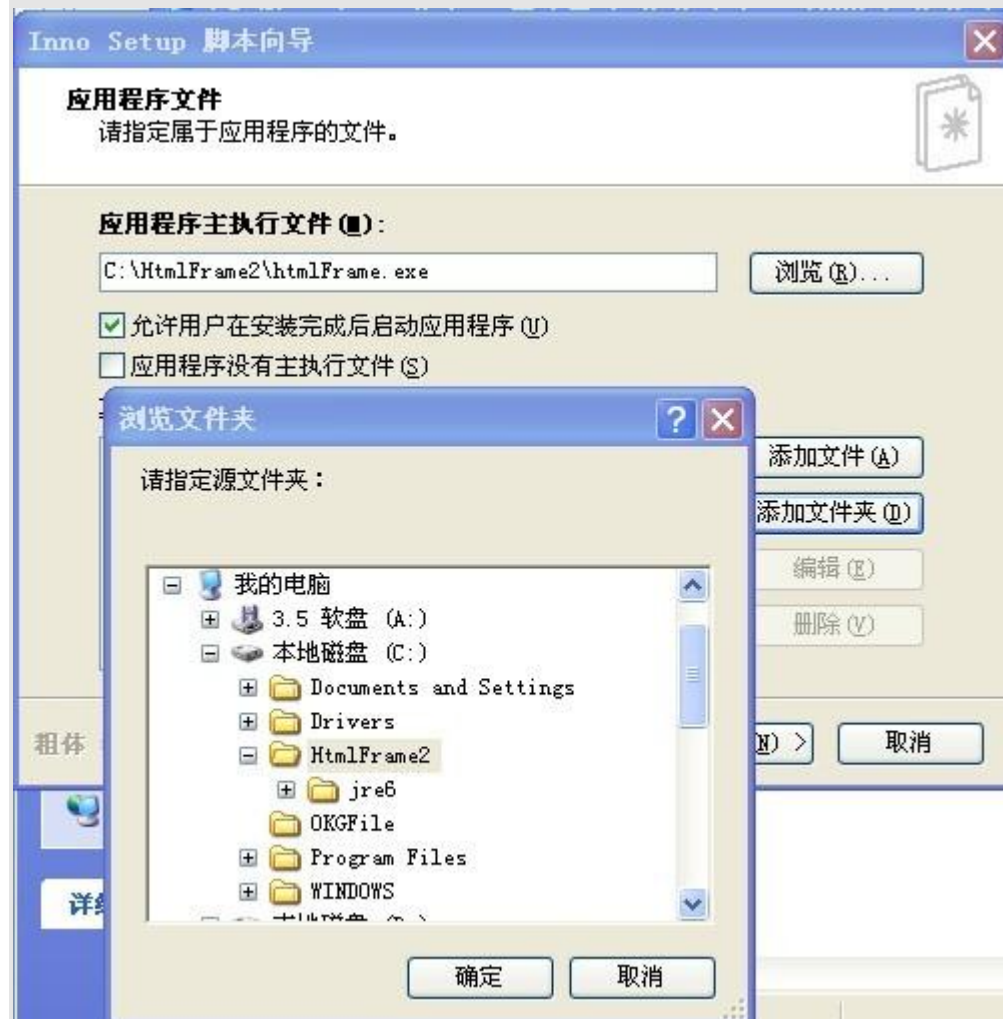 Inno Setup 脚本向导
应用程序文件
请指定属于应用程序的文件。
应用程序主执行文件(M):
C:\HtmlFrame2\htmlFrame.exe
浏览(R)...
允许用户在安装完成后启动应用程序(U)
应用程序没有主执行文件(S)
浏览文件夹
请指定源文件夹：
添加文件(A)
添加文件夹(D)
编辑(E)
删除(V)
我的电脑
3.5 软盘 (A:)
本地磁盘 (C:)
Documents and Settings
Drivers
HtmlFrame2
jre6
OKGFile
Program Files
WINDOWS
粗体
(N) >
取消
确定
取消